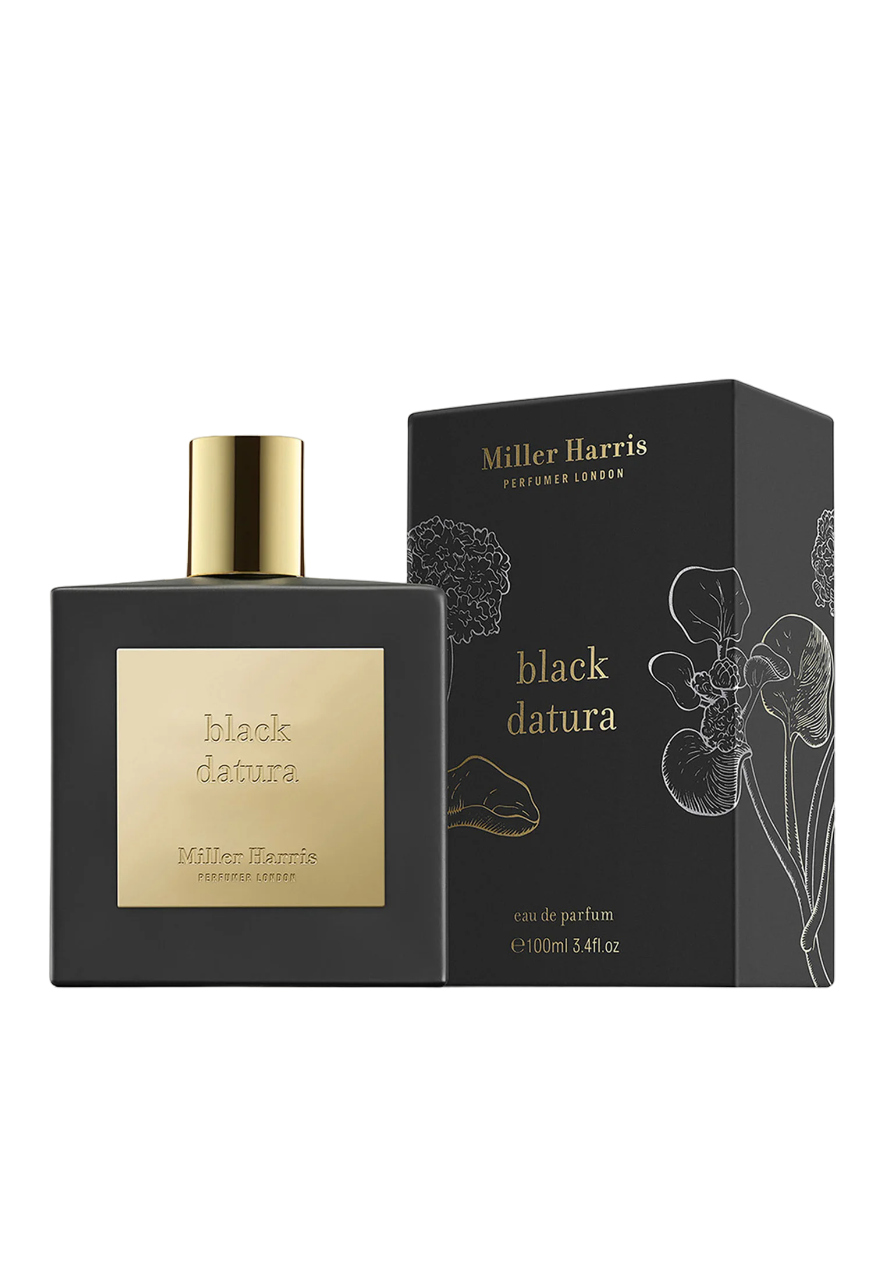 black
datura
Miller Harris
PERFUMER LONDON
Miller Harris
PERFUMER LONDON
black
datura
eau de parfum
℮100ml 3.4fl.oz